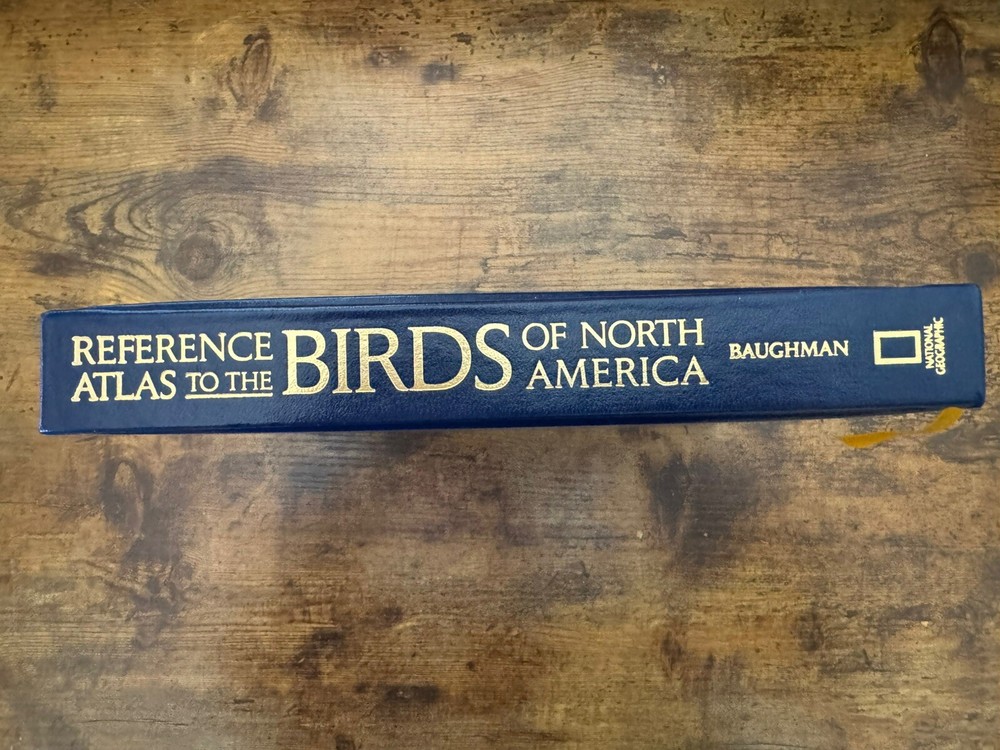 REFERENCE
ATLAS TO THE
BIRDS
OF NORTH
AMERICA
BAUGHMAN
NATIONAL
GEOGRAPHIC